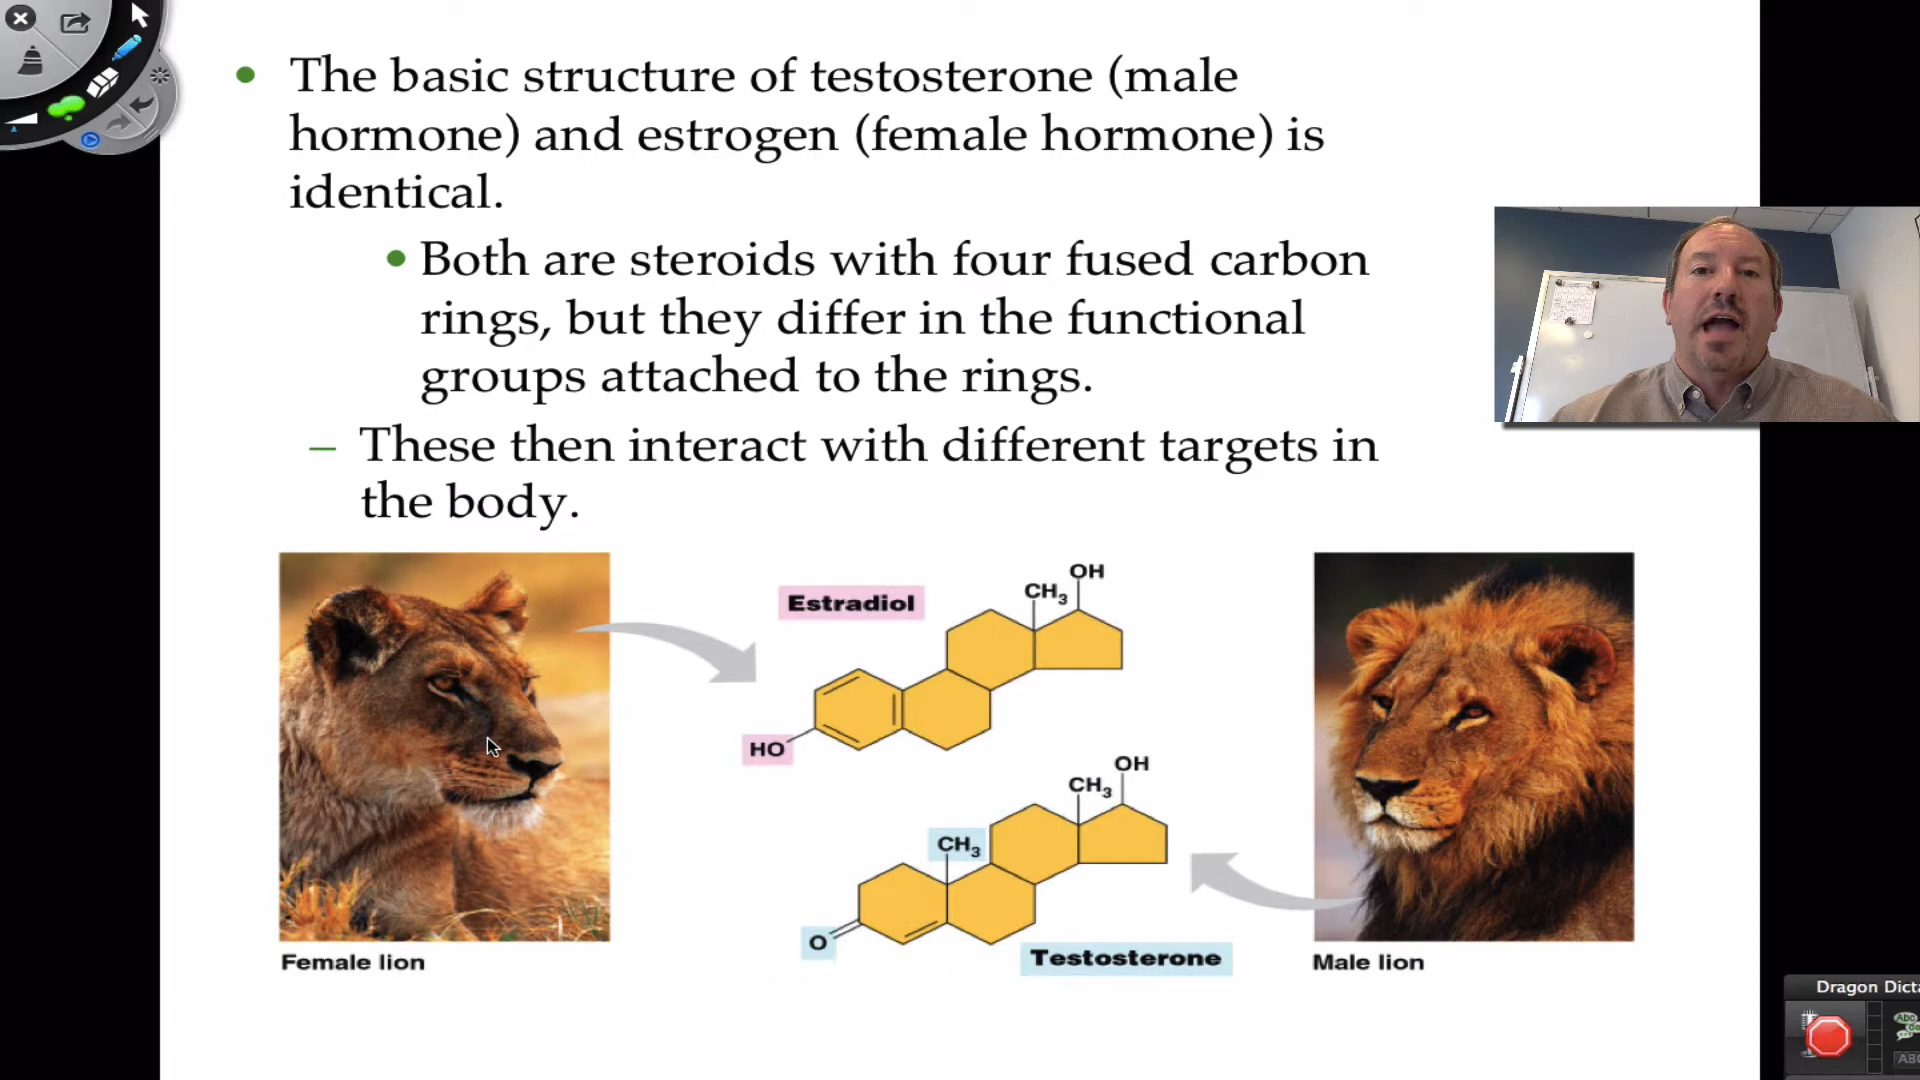 • The basic structure of testosterone (male
hormone) and estrogen (female hormone) is
identical.
• Both are steroids with four fused carbon
rings, but they differ in the functional
groups attached to the rings.
– These then interact with different targets in
the body.
Estradiol
CH₃
OH
HO
OH
CH₃
CH₃
O
Testosterone
Female lion
Male lion
Dragon Dicta